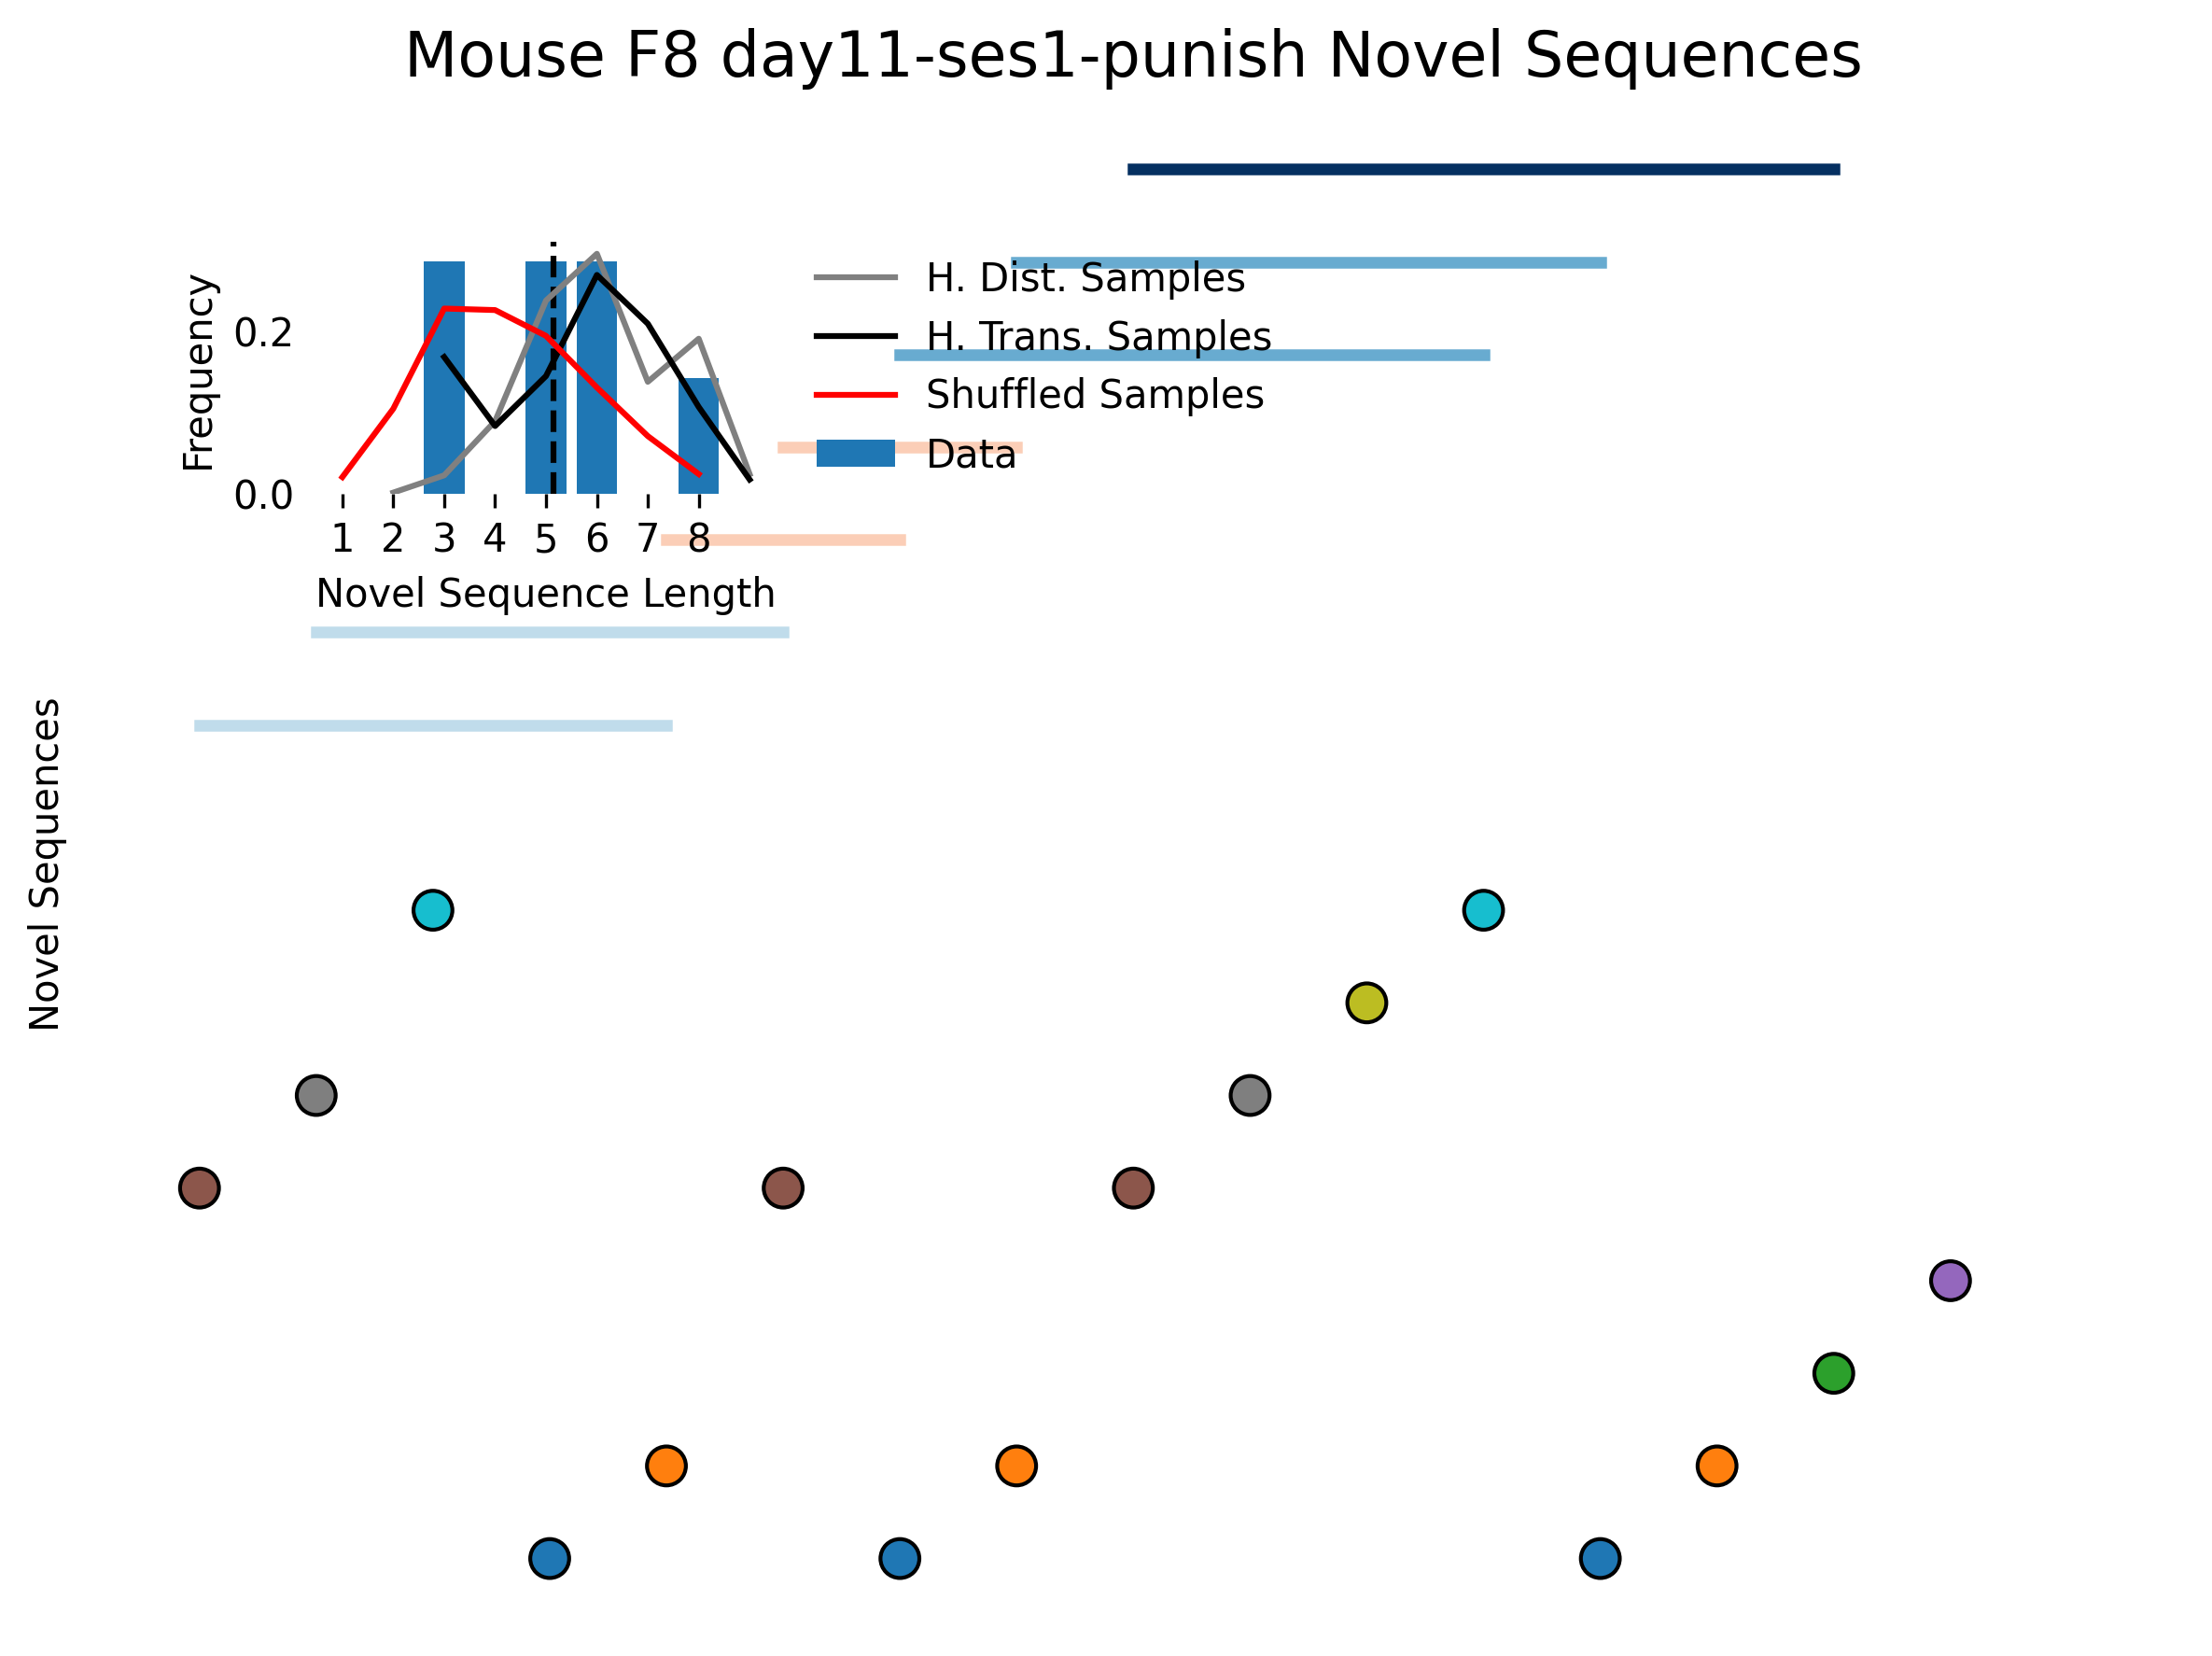 Mouse F8 day11-ses1-punish Novel Sequences
Frequency
0.2
0.0
1 2 3 4 5 6 7 8
Novel Sequence Length
H. Dist. Samples
H. Trans. Samples
Shuffled Samples
Data
Novel Sequences